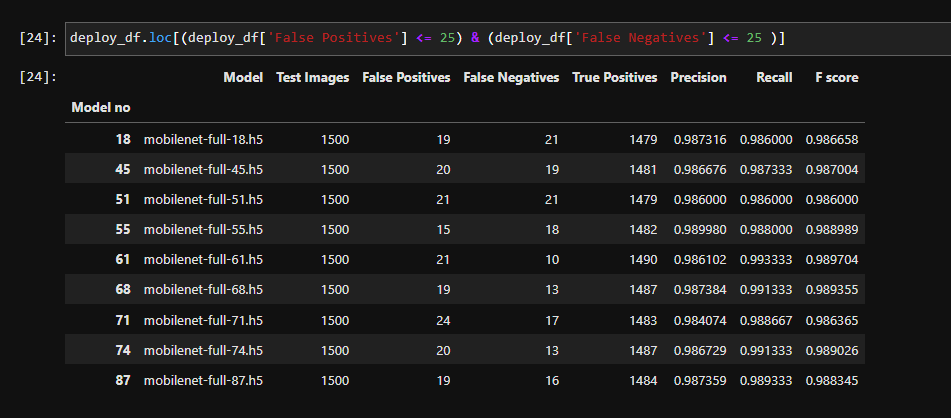 [24]: deploy_df.loc[(deploy_df['False Positives'] <= 25) & (deploy_df['False Negatives'] <= 25 )]
[24]: Model Test Images False Positives False Negatives True Positives Precision Recall F score
Model no
18 mobilenet-full-18.h5 1500 19 21 1479 0.987316 0.986000 0.986658
45 mobilenet-full-45.h5 1500 20 19 1481 0.986676 0.987333 0.987004
51 mobilenet-full-51.h5 1500 21 21 1479 0.986000 0.986000 0.986000
55 mobilenet-full-55.h5 1500 15 18 1482 0.989980 0.988000 0.988989
61 mobilenet-full-61.h5 1500 21 10 1490 0.986102 0.993333 0.989704
68 mobilenet-full-68.h5 1500 19 13 1487 0.987384 0.991333 0.989355
71 mobilenet-full-71.h5 1500 24 17 1483 0.984074 0.988667 0.986365
74 mobilenet-full-74.h5 1500 20 13 1487 0.986729 0.991333 0.989026
87 mobilenet-full-87.h5 1500 19 16 1484 0.987359 0.989333 0.988345